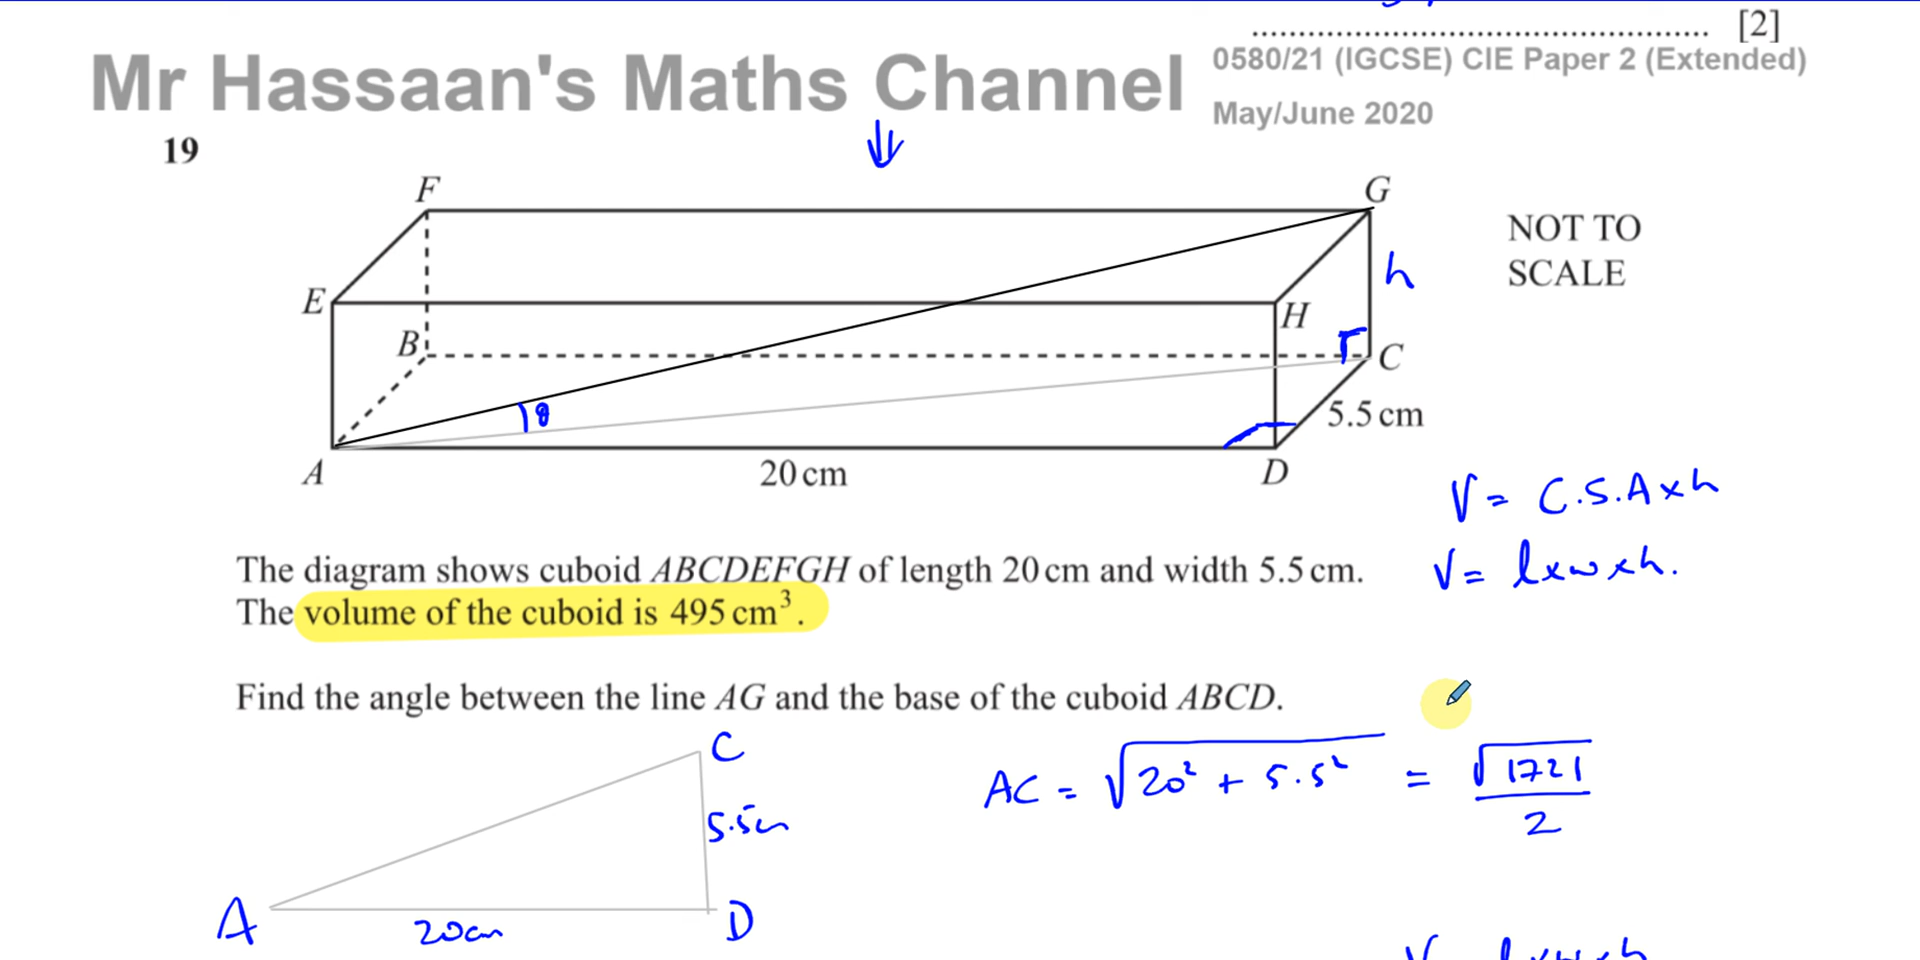 [2]
Mr Hassaan's Maths Channel
0580/21 (IGCSE) CIE Paper 2 (Extended)
May/June 2020
19
F
G
NOT TO
SCALE
h
E
H
B
C
θ
5.5 cm
A
20 cm
D
V = C.S.A × h
V = l × w × h.
The diagram shows cuboid ABCDEFGH of length 20 cm and width 5.5 cm.
The volume of the cuboid is 495 cm³.
Find the angle between the line AG and the base of the cuboid ABCD.
C
AC = √20² + 5.5² = √1721 / 2
5.5cm
A
20cm
D
V l×w×h